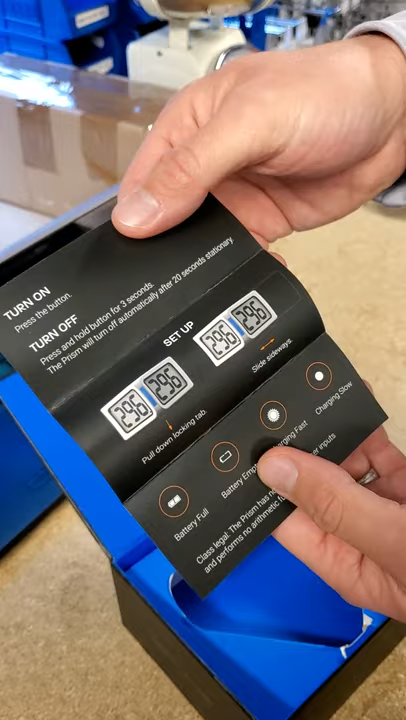 TURN ON
Press the button.
TURN OFF
Press and hold button for 3 seconds.
The Prism will turn off automatically after 20 seconds stationary.
SET UP
296 296
296 296
Pull down locking tab.
Slide sideways.
Battery Full
Battery
Charging Fast
Charging Slow
Class legal. The Prism has
inputs
and performs no arithmetic